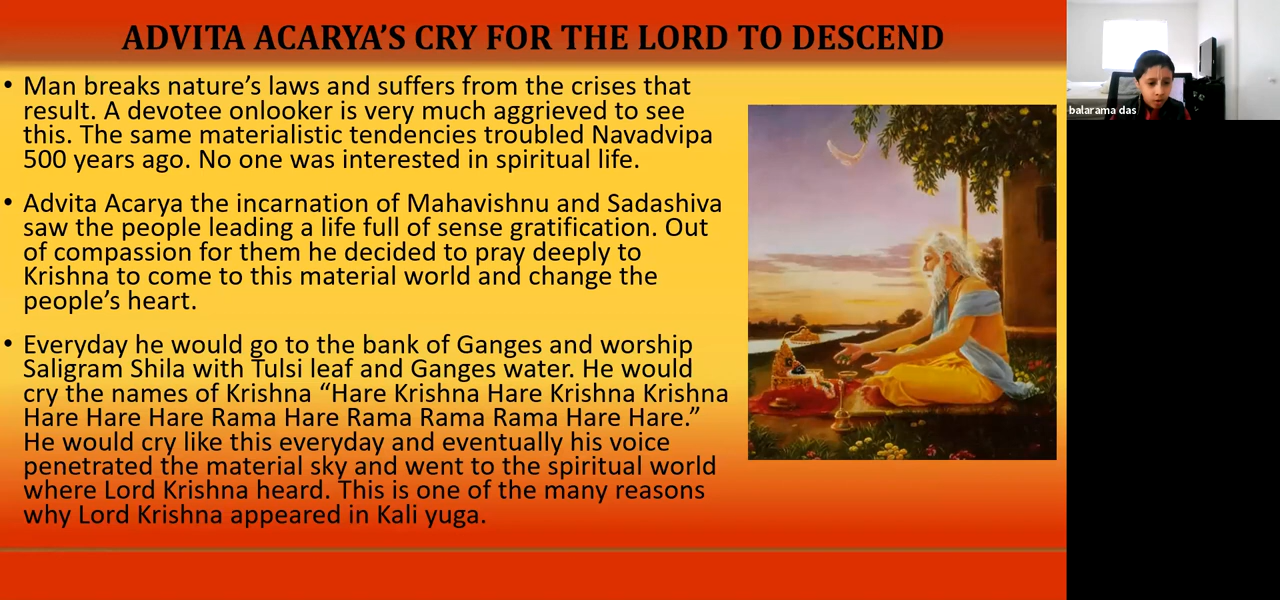 ADVITA ACARYA’S CRY FOR THE LORD TO DESCEND
• Man breaks nature’s laws and suffers from the crises that
result. A devotee onlooker is very much aggrieved to see
this. The same materialistic tendencies troubled Navadvipa
500 years ago. No one was interested in spiritual life.
• Advita Acarya the incarnation of Mahavishnu and Sadashiva
saw the people leading a life full of sense gratification. Out
of compassion for them he decided to pray deeply to
Krishna to come to this material world and change the
people’s heart.
• Everyday he would go to the bank of Ganges and worship
Saligram Shila with Tulsi leaf and Ganges water. He would
cry the names of Krishna “Hare Krishna Hare Krishna Krishna
Hare Hare Hare Rama Hare Rama Rama Rama Hare Hare.”
He would cry like this everyday and eventually his voice
penetrated the material sky and went to the spiritual world
where Lord Krishna heard. This is one of the many reasons
why Lord Krishna appeared in Kali yuga.
balarama das